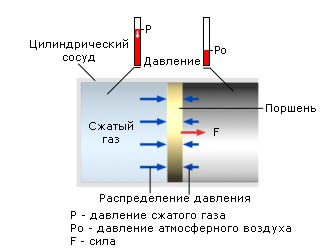 P
Po
Цилиндрический
сосуд
Давление
Поршень
Сжатый
газ
F
Распределение давления
P - давление сжатого газа
Po - давление атмосферного воздуха
F - сила